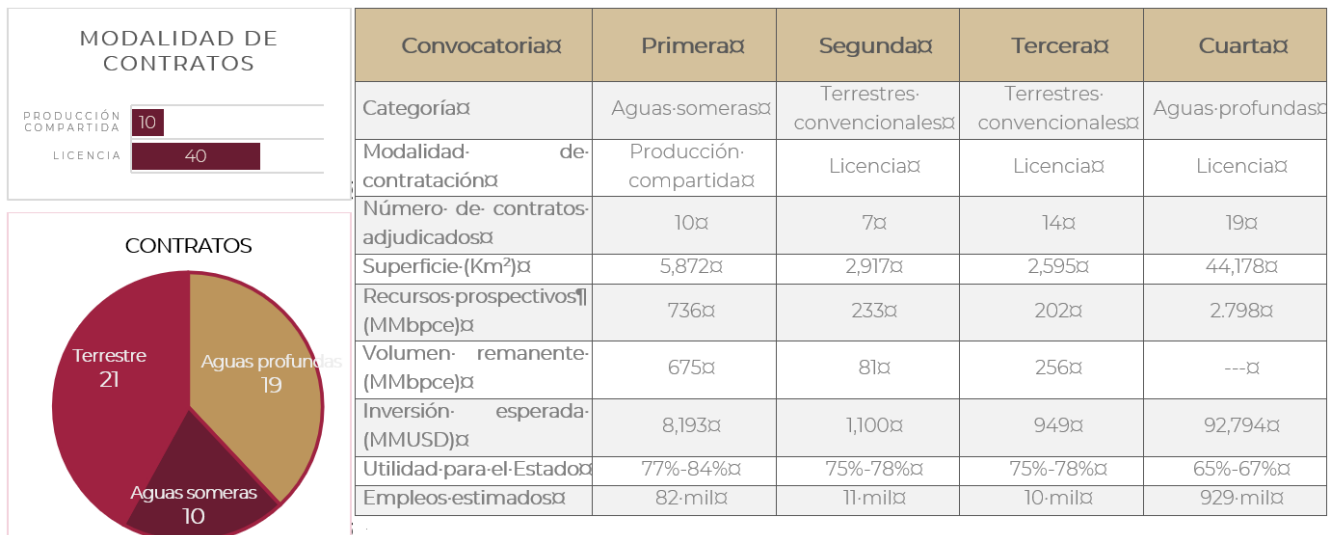 MODALIDAD DE
CONTRATOS
PRODUCCIÓN
COMPARTIDA
10
LICENCIA
40
CONTRATOS
Terrestre
21
Aguas profundas
19
Aguas someras
10
Convocatoria¤ Primera¤ Segunda¤ Tercera¤ Cuarta¤
Categoría¤ Aguas·someras¤ Terrestres· convencionales¤ Terrestres· convencionales¤ Aguas·profundas¤
Modalidad· de· contratación¤ Producción· compartida¤ Licencia¤ Licencia¤ Licencia¤
Número· de· contratos· adjudicados¤ 10¤ 7¤ 14¤ 19¤
Superficie·(Km²)¤ 5,872¤ 2,917¤ 2,595¤ 44,178¤
Recursos·prospectivos¶ (MMbpce)¤ 736¤ 233¤ 202¤ 2.798¤
Volumen· remanente· (MMbpce)¤ 675¤ 81¤ 256¤ ---¤
Inversión· esperada· (MMUSD)¤ 8,193¤ 1,100¤ 949¤ 92,794¤
Utilidad·para·el·Estado¤ 77%-84%¤ 75%-78%¤ 75%-78%¤ 65%-67%¤
Empleos·estimados¤ 82·mil¤ 11·mil¤ 10·mil¤ 929·mil¤